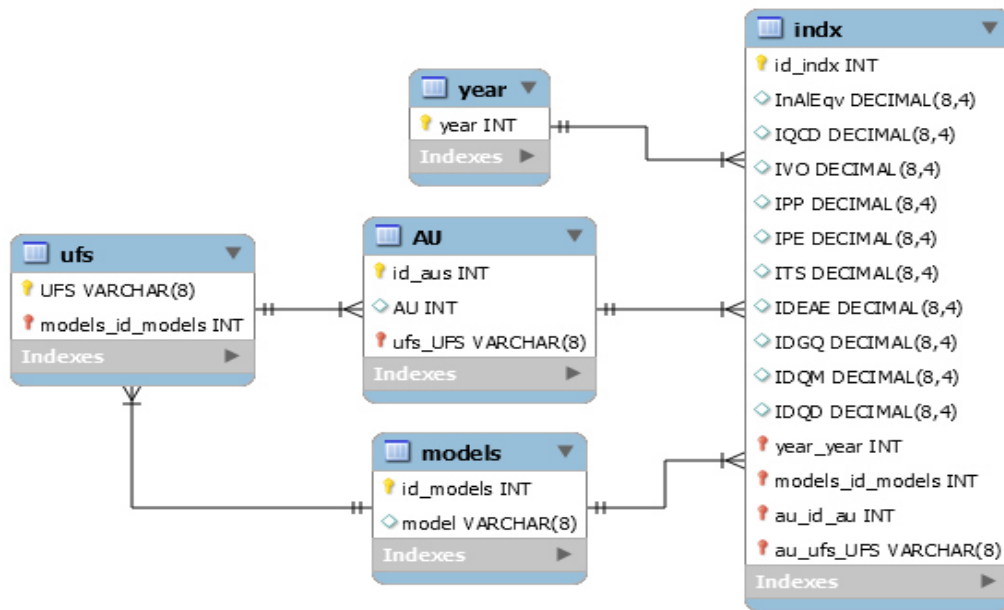 year
year INT
Indexes
ufs
UFS VARCHAR(8)
models_id_models INT
Indexes
AU
id_aus INT
AU INT
ufs_UFS VARCHAR(8)
Indexes
models
id_models INT
model VARCHAR(8)
Indexes
indx
id_indx INT
InAlEqv DECIMAL(8,4)
IQCD DECIMAL(8,4)
IVO DECIMAL(8,4)
IPP DECIMAL(8,4)
IPE DECIMAL(8,4)
ITS DECIMAL(8,4)
IDEAE DECIMAL(8,4)
IDGQ DECIMAL(8,4)
IDQM DECIMAL(8,4)
IDQD DECIMAL(8,4)
year_year INT
models_id_models INT
au_id_au INT
au_ufs_UFS VARCHAR(8)
Indexes